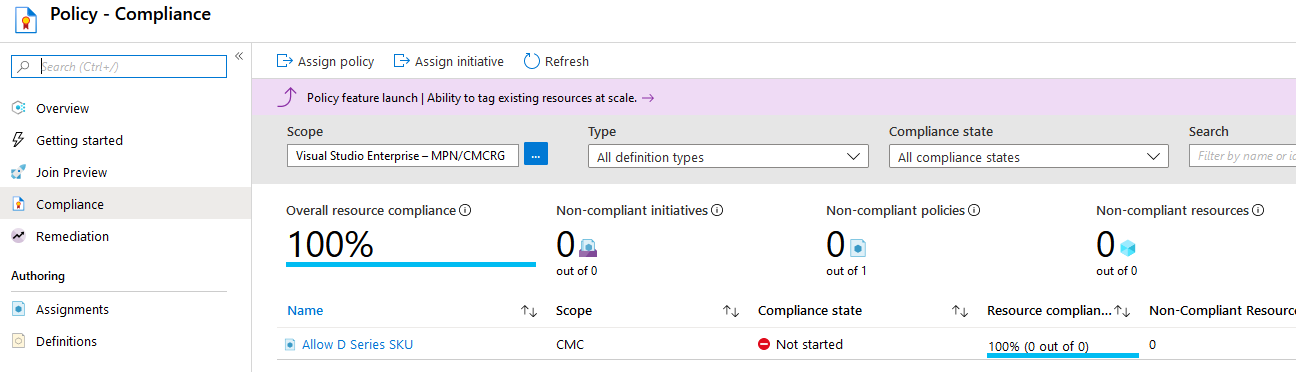 Policy - Compliance
Search (Ctrl+/)
«
Overview
Getting started
Join Preview
Compliance
Remediation
Authoring
Assignments
Definitions
Assign policy
Assign initiative
Refresh
Policy feature launch | Ability to tag existing resources at scale. →
Scope
Type
Compliance state
Search
Visual Studio Enterprise – MPN/CMCRG
...
All definition types
All compliance states
Filter by name or id
Overall resource compliance
Non-compliant initiatives
Non-compliant policies
Non-compliant resources
100%
0
0
0
out of 0
out of 1
out of 0
Name
Scope
Compliance state
Resource complian...
Non-Compliant Resource
Allow D Series SKU
CMC
Not started
100% (0 out of 0)
0